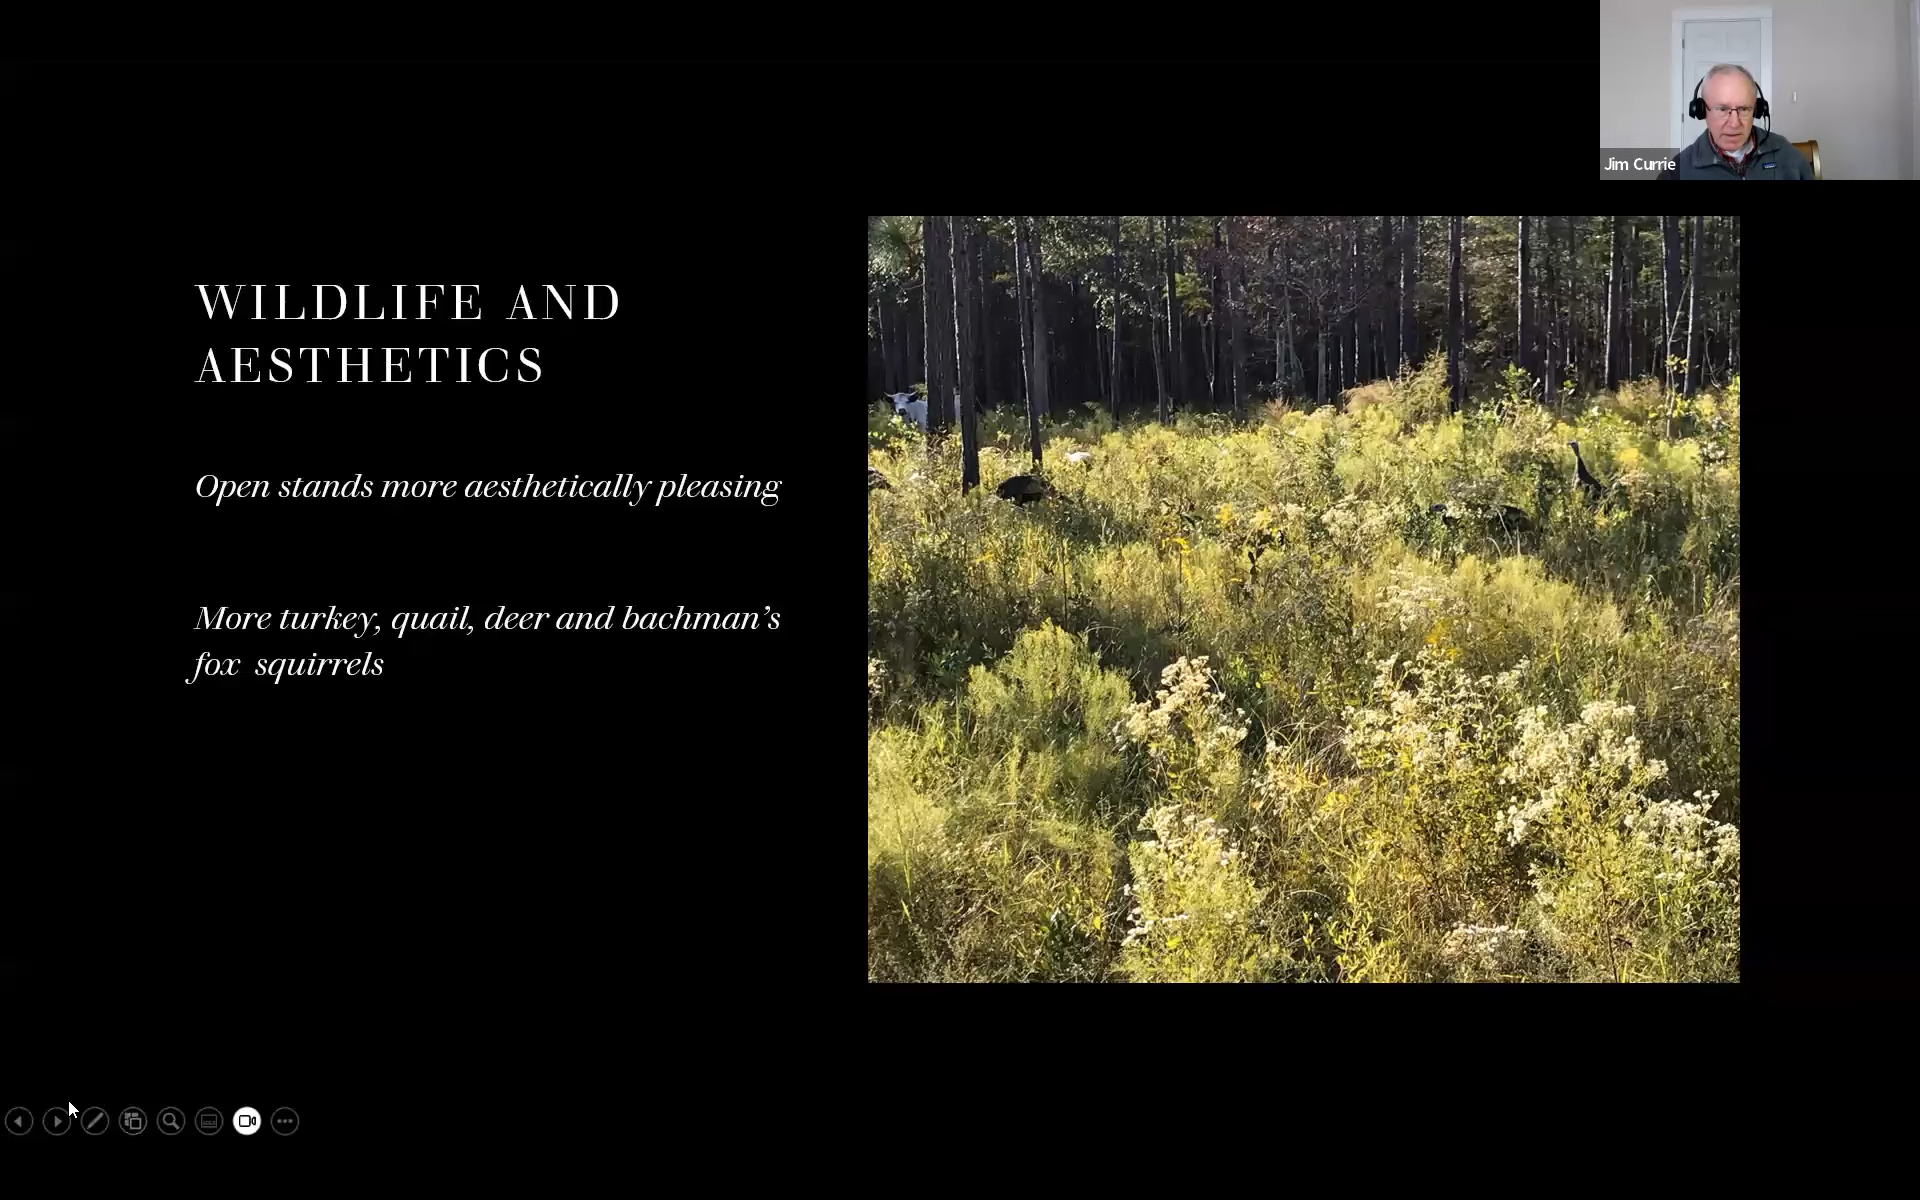 Jim Currie
WILDLIFE AND
AESTHETICS
Open stands more aesthetically pleasing
More turkey, quail, deer and bachman's
fox squirrels